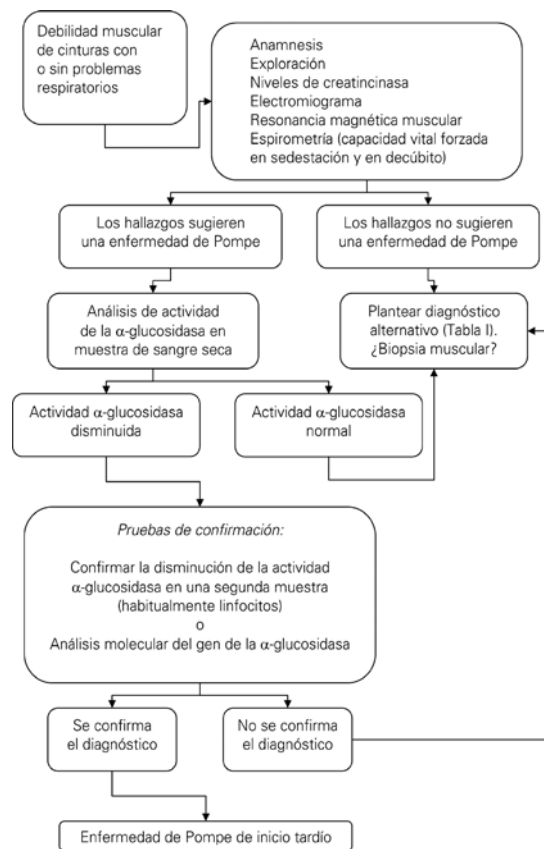 Debilidad muscular
de cinturas con
o sin problemas
respiratorios
Anamnesis
Exploración
Niveles de creatincinasa
Electromiograma
Resonancia magnética muscular
Espirometría (capacidad vital forzada
en sedestación y en decúbito)
Los hallazgos sugieren
una enfermedad de Pompe
Los hallazgos no sugieren
una enfermedad de Pompe
Análisis de actividad
de la α-glucosidasa en
muestra de sangre seca
Plantear diagnóstico
alternativo (Tabla I).
¿Biopsia muscular?
Actividad α-glucosidasa
disminuida
Actividad α-glucosidasa
normal
Pruebas de confirmación:
Confirmar la disminución de la actividad
α-glucosidasa en una segunda muestra
(habitualmente linfocitos)
o
Análisis molecular del gen de la α-glucosidasa
Se confirma
el diagnóstico
No se confirma
el diagnóstico
Enfermedad de Pompe de inicio tardío